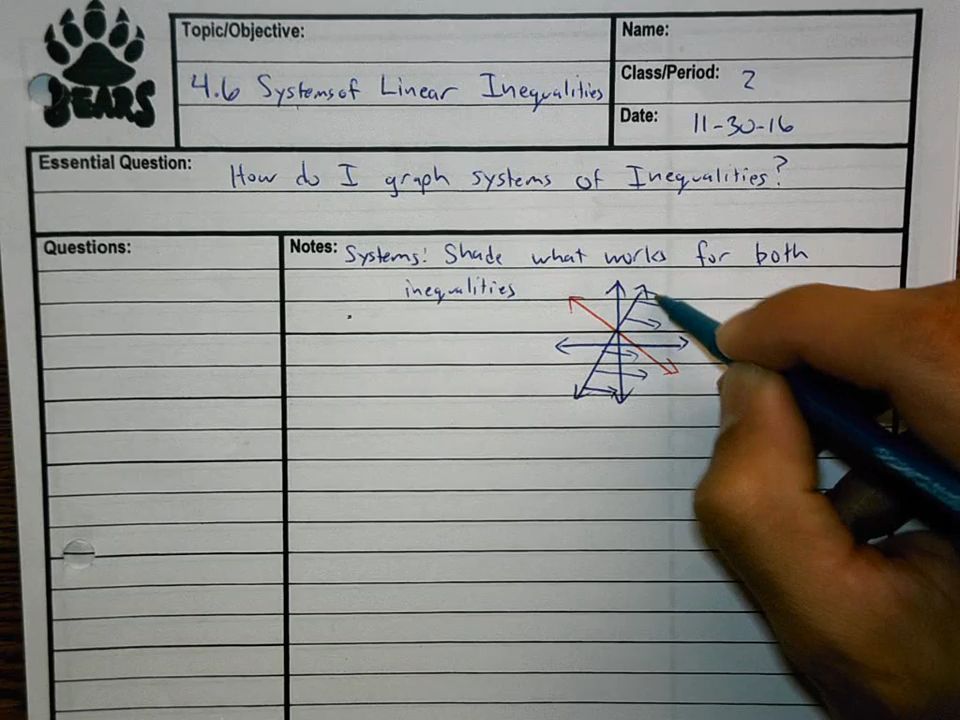 BEARS
Topic/Objective:
4.6 Systems of Linear Inequalities
Name:
Class/Period: 2
Date: 11-30-16
Essential Question: How do I graph systems of Inequalities?
Questions:
Notes: Systems: Shade what works for both
inequalities